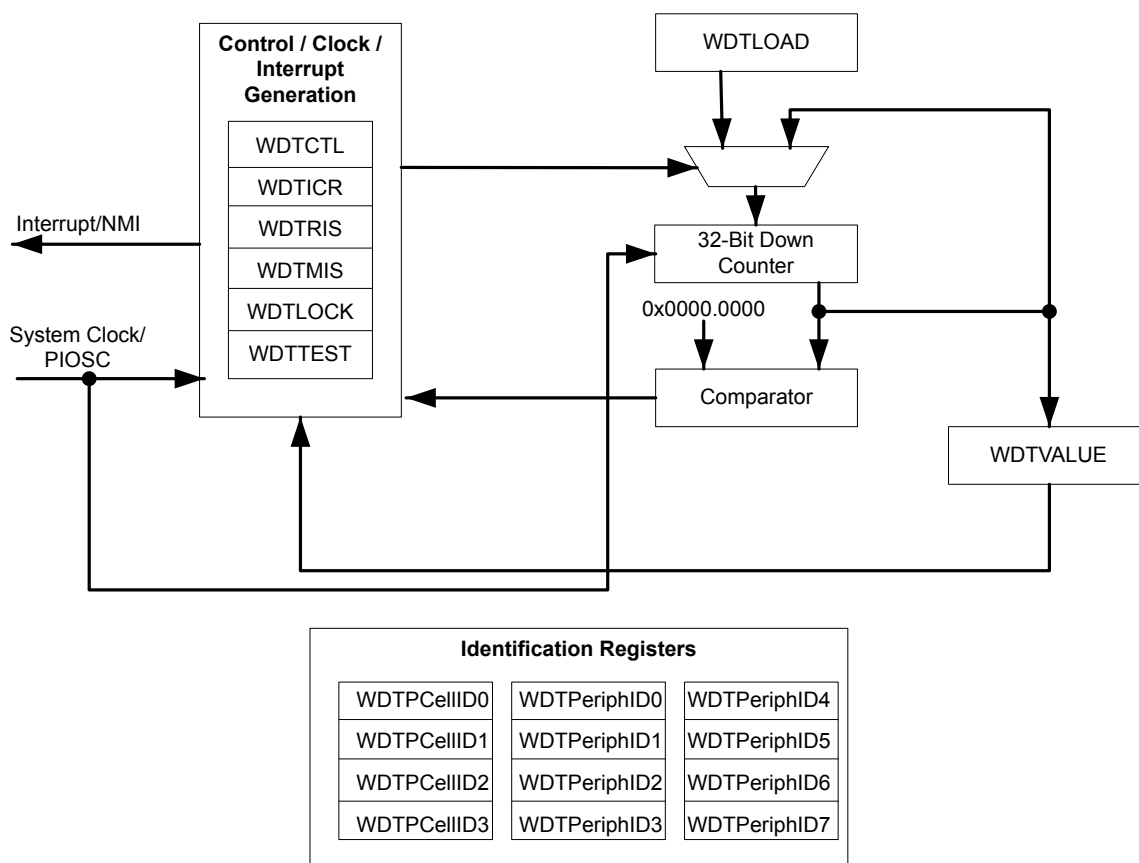 Control / Clock /
Interrupt
Generation
WDTCTL
WDTICR
WDTRIS
WDTMIS
WDTLOCK
WDTTEST
Interrupt/NMI
System Clock/
PIOSC
WDTLOAD
32-Bit Down
Counter
0x0000.0000
Comparator
WDTVALUE
Identification Registers
WDTPCellID0
WDTPCellID1
WDTPCellID2
WDTPCellID3
WDTPeriphID0
WDTPeriphID1
WDTPeriphID2
WDTPeriphID3
WDTPeriphID4
WDTPeriphID5
WDTPeriphID6
WDTPeriphID7